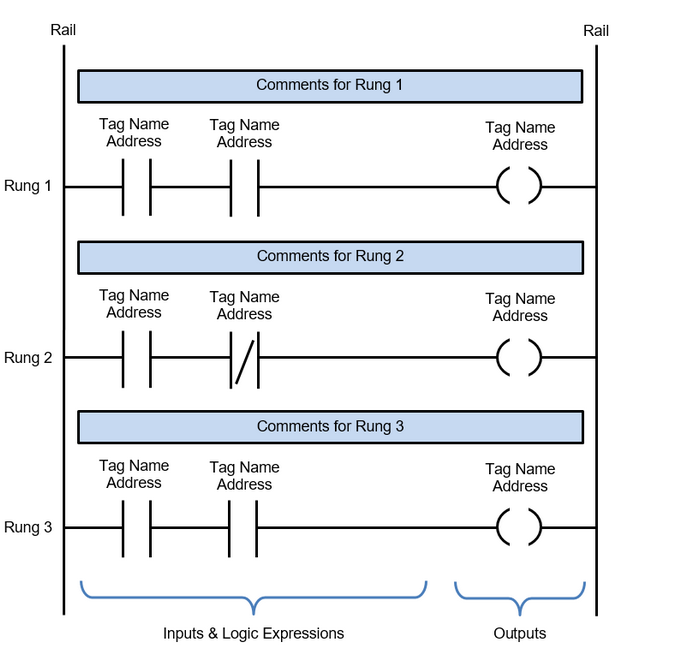 Rail
Rail
Comments for Rung 1
Tag Name
Address
Tag Name
Address
Tag Name
Address
Rung 1
Comments for Rung 2
Tag Name
Address
Tag Name
Address
Tag Name
Address
Rung 2
Comments for Rung 3
Tag Name
Address
Tag Name
Address
Tag Name
Address
Rung 3
Inputs & Logic Expressions
Outputs